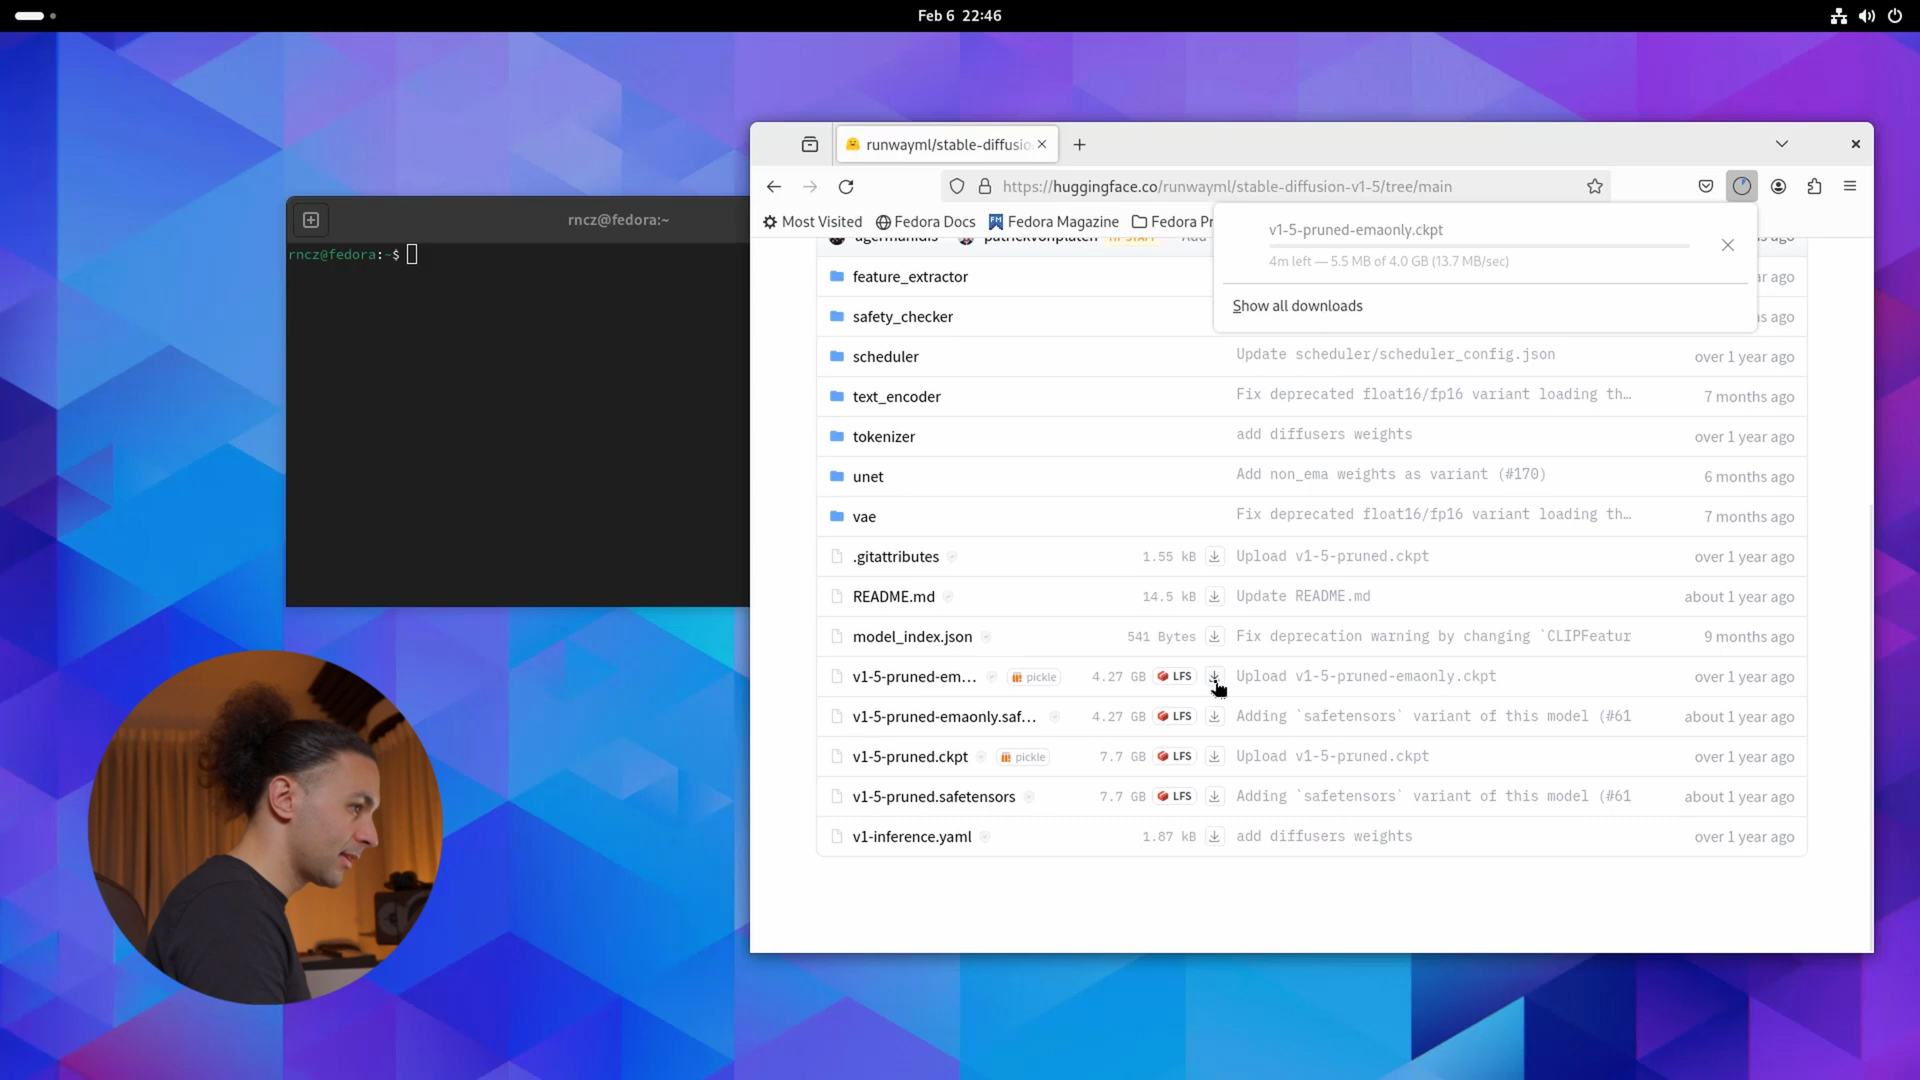 Feb 6 22:46
rncz@fedora:~
rncz@fedora:~$
runwayml/stable-diffusio
https://huggingface.co/runwayml/stable-diffusion-v1-5/tree/main
Most Visited
Fedora Docs
Fedora Magazine
Fedora Pr
v1-5-pruned-emaonly.ckpt
4m left — 5.5 MB of 4.0 GB (13.7 MB/sec)
Show all downloads
feature_extractor
safety_checker
scheduler Update scheduler/scheduler_config.json over 1 year ago
text_encoder Fix deprecated float16/fp16 variant loading th… 7 months ago
tokenizer add diffusers weights over 1 year ago
unet Add non_ema weights as variant (#170) 6 months ago
vae Fix deprecated float16/fp16 variant loading th… 7 months ago
.gitattributes 1.55 kB Upload v1-5-pruned.ckpt over 1 year ago
README.md 14.5 kB Update README.md about 1 year ago
model_index.json 541 Bytes Fix deprecation warning by changing `CLIPFeatur 9 months ago
v1-5-pruned-em… pickle 4.27 GB LFS Upload v1-5-pruned-emaonly.ckpt over 1 year ago
v1-5-pruned-emaonly.saf… 4.27 GB LFS Adding `safetensors` variant of this model (#61 about 1 year ago
v1-5-pruned.ckpt pickle 7.7 GB LFS Upload v1-5-pruned.ckpt over 1 year ago
v1-5-pruned.safetensors 7.7 GB LFS Adding `safetensors` variant of this model (#61 about 1 year ago
v1-inference.yaml 1.87 kB add diffusers weights over 1 year ago